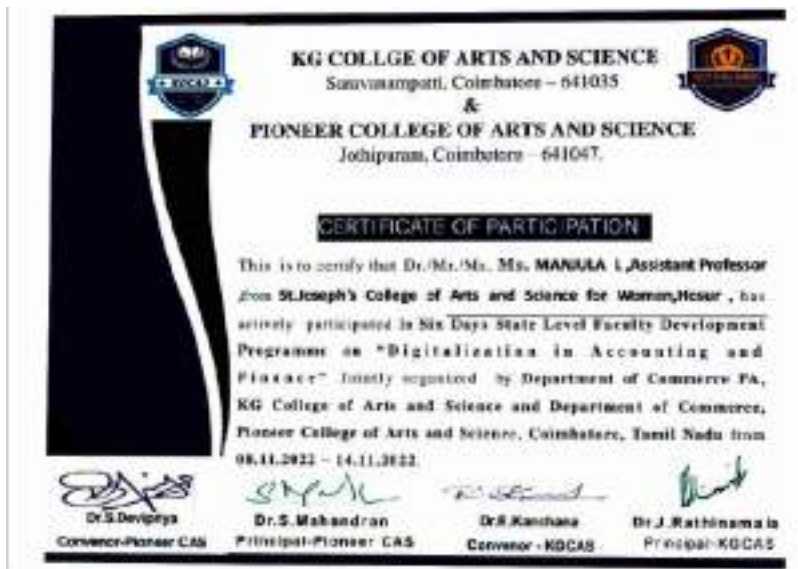 KGCAS
KG COLLGE OF ARTS AND SCIENCE
Saravanampatti, Coimbatore – 641035
&
PIONEER COLLEGE OF ARTS AND SCIENCE
Jothipuram, Coimbatore – 641047.
CERTIFICATE OF PARTICIPATION
This is to certify that Dr./Mr./Ms. Ms. MANJULA L ,Assistant Professor
from St.Joseph's College of Arts and Science for Women,Hosur , has
actively participated in Six Days State Level Faculty Development
Programme on "Digitalization in Accounting and
Finance" Jointly organized by Department of Commerce PA,
KG College of Arts and Science and Department of Commerce,
Pioneer College of Arts and Science, Coimbatore, Tamil Nadu from
08.11.2022 – 14.11.2022.
Dr.S.Devipriya Dr.S.Mahandran Dr.R.Kanchana Dr.J.Rathinamala
Convenor-Pioneer CAS Principal-Pioneer CAS Convenor - KGCAS Principal-KGCAS